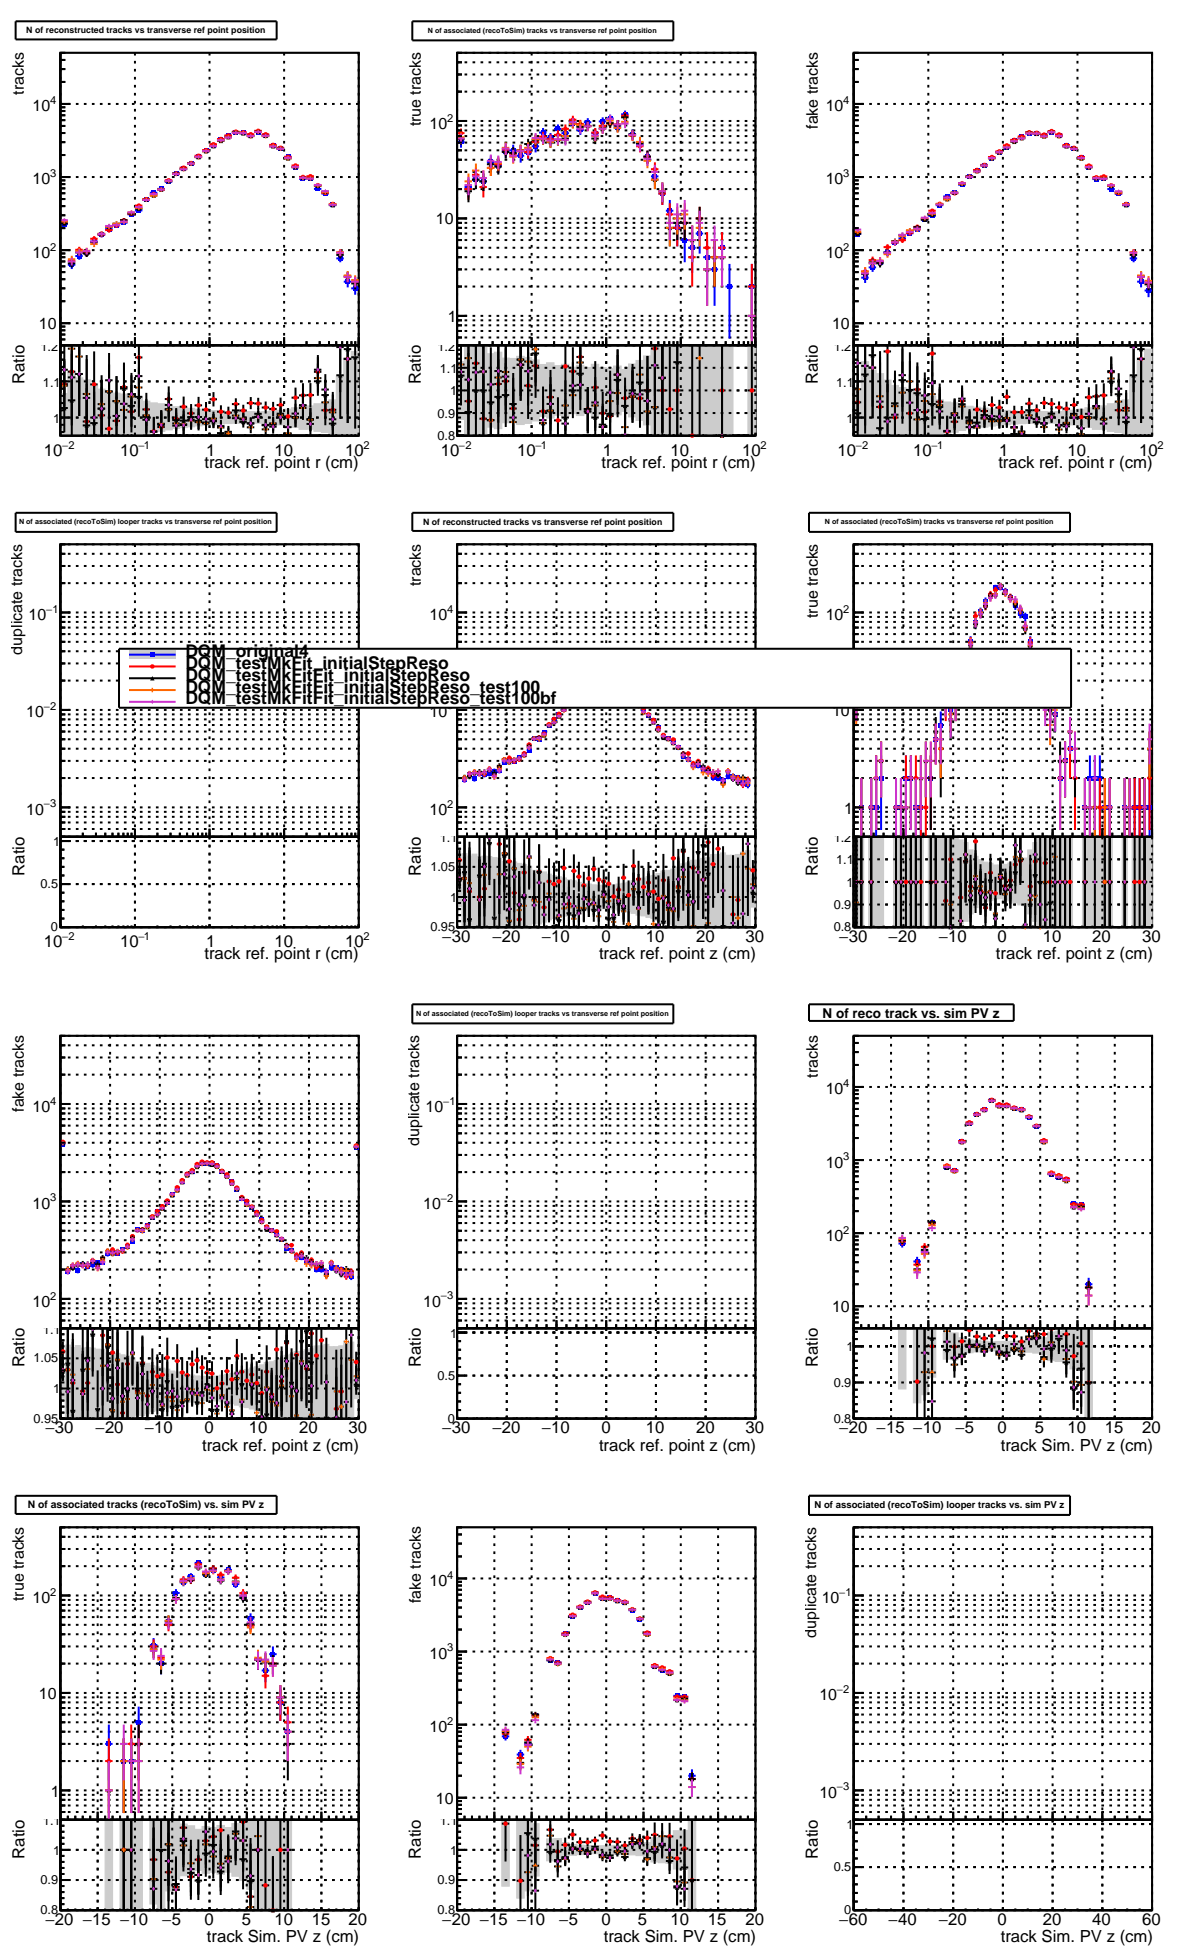 N of reconstructed tracks vs transverse ref point position
N of associated (recoToSim) tracks vs transverse ref point position
tracks
10⁴
10³
10²
10
Ratio
1.2
1.1
1
10⁻² 10⁻¹ 1 10 10²
track ref. point r (cm)
true tracks
10²
10
1
Ratio
1.1
1
0.9
0.8
10⁻² 10⁻¹ 1 10 10²
track ref. point r (cm)
fake tracks
10⁴
10³
10²
10
Ratio
1.2
1.1
1
10⁻² 10⁻¹ 1 10 10²
track ref. point r (cm)
N of associated (recoToSim) looper tracks vs transverse ref point position
N of reconstructed tracks vs transverse ref point position
N of associated (recoToSim) tracks vs transverse ref point position
duplicate tracks
10⁻¹
10⁻²
10⁻³
Ratio
1
0.5
0
10⁻² 10⁻¹ 1 10 10²
track ref. point r (cm)
tracks
10⁴
10²
Ratio
1.1
1.05
1
0.95
−30 −20 −10 0 10 20 30
track ref. point z (cm)
true tracks
10²
10
1
Ratio
1.2
1.1
1
0.9
0.8
−30 −20 −10 0 10 20 30
track ref. point z (cm)
DQM_original4
DQM_testMkFit_initialStepReso
DQM_testMkFitFit_initialStepReso
DQM_testMkFitFit_initialStepReso_test100
DQM_testMkFitFit_initialStepReso_test100bf
N of associated (recoToSim) looper tracks vs transverse ref point position
N of reco track vs. sim PV z
fake tracks
10⁴
10³
10²
Ratio
1.1
1.05
1
0.95
−30 −20 −10 0 10 20 30
track ref. point z (cm)
duplicate tracks
10⁻¹
10⁻²
10⁻³
Ratio
1
0.5
0
−30 −20 −10 0 10 20 30
track ref. point z (cm)
tracks
10⁴
10³
10²
10
Ratio
1
0.9
0.8
−20 −15 −10 −5 0 5 10 15 20
track Sim. PV z (cm)
N of associated tracks (recoToSim) vs. sim PV z
N of associated (recoToSim) looper tracks vs. sim PV z
true tracks
10²
10
1
Ratio
1.1
1
0.9
0.8
−20 −15 −10 −5 0 5 10 15 20
track Sim. PV z (cm)
fake tracks
10⁴
10³
10²
10
Ratio
1.1
1
0.9
0.8
−20 −15 −10 −5 0 5 10 15 20
track Sim. PV z (cm)
duplicate tracks
10⁻¹
10⁻²
10⁻³
Ratio
1
0.5
0
−60 −40 −20 0 20 40 60
track Sim. PV z (cm)